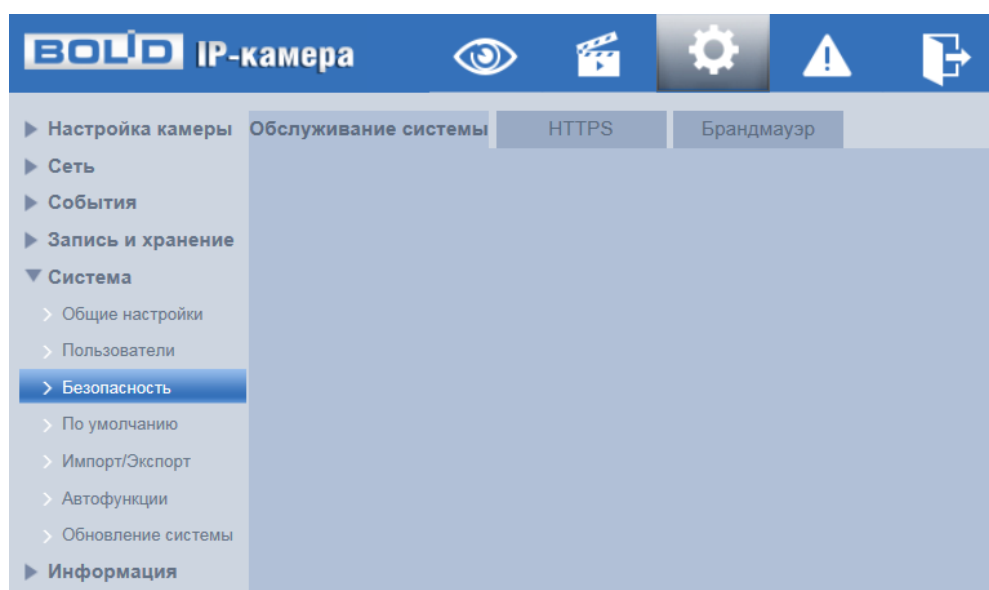 BOLID IP-камера
Обслуживание системы HTTPS Брандмауэр
Настройка камеры
Сеть
События
Запись и хранение
Система
Общие настройки
Пользователи
Безопасность
По умолчанию
Импорт/Экспорт
Автофункции
Обновление системы
Информация